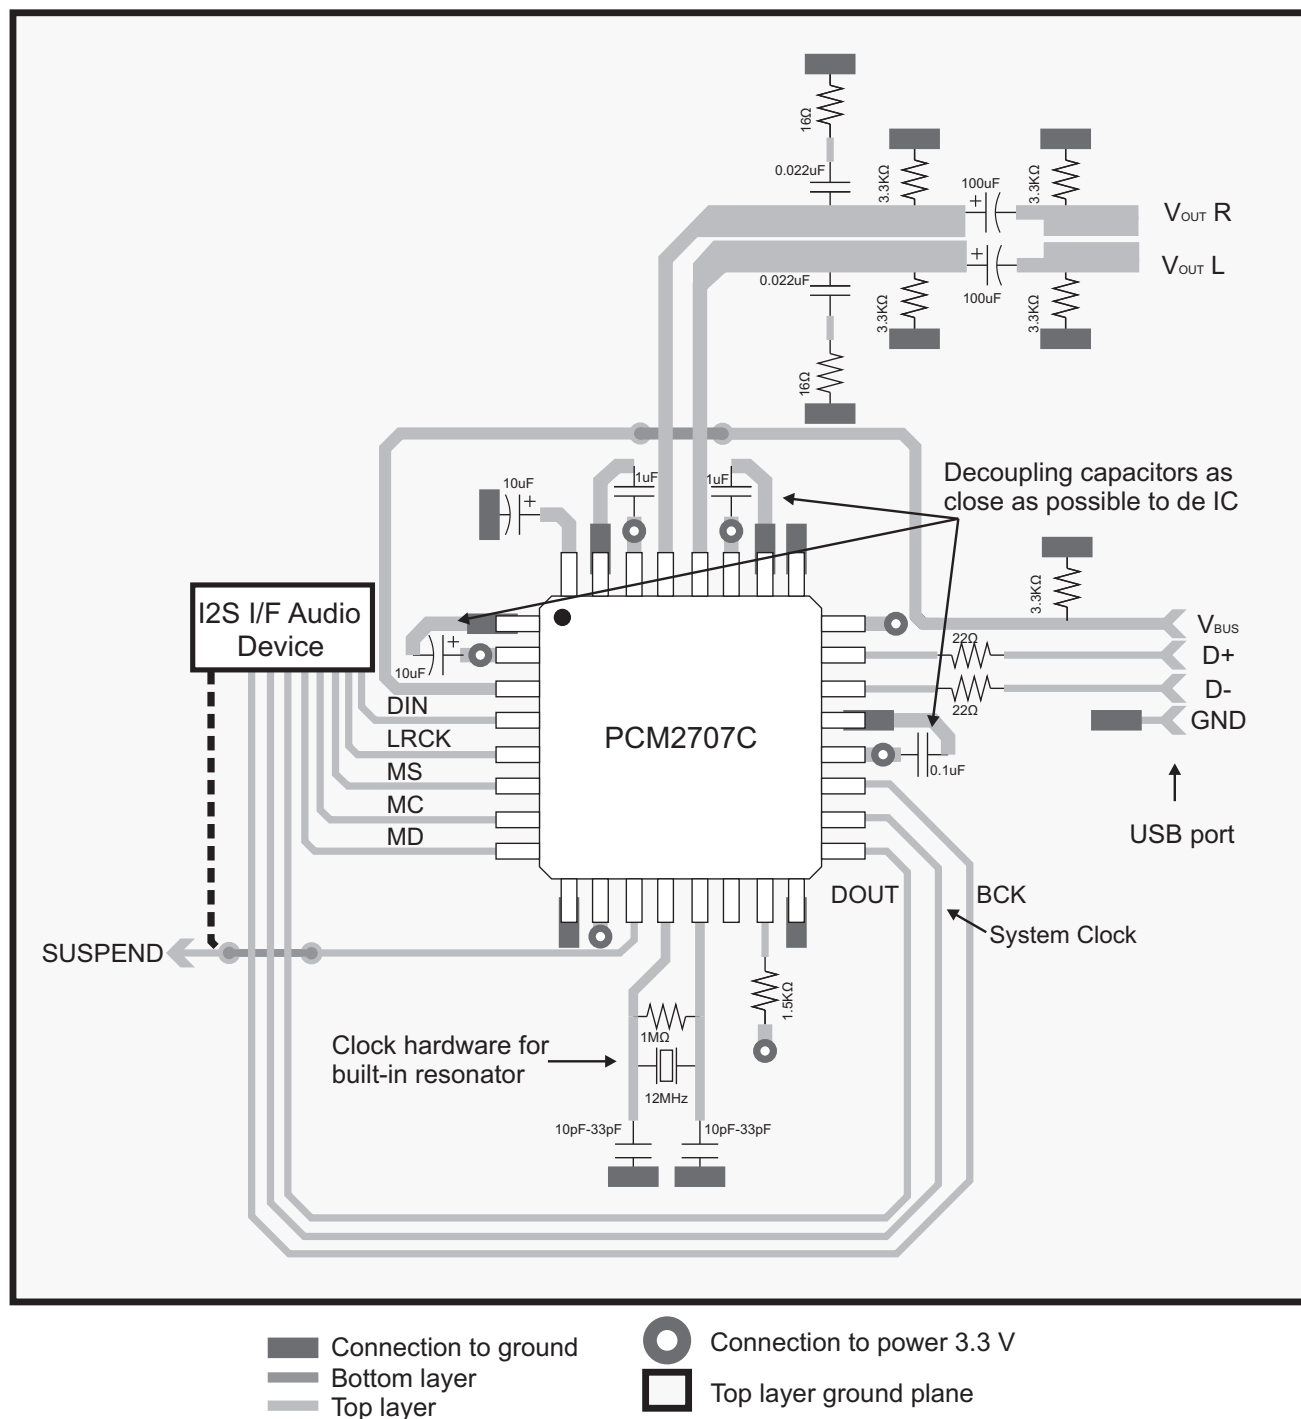 16Ω
0.022uF
3.3KΩ
100uF
3.3KΩ
VOUT R
VOUT L
0.022uF
3.3KΩ
100uF
3.3KΩ
16Ω
10uF
1uF
1uF
Decoupling capacitors as
close as possible to de IC
I2S I/F Audio
Device
10uF
3.3KΩ
VBUS
22Ω
D+
D-
22Ω
GND
DIN
LRCK
MS
MC
MD
PCM2707C
0.1uF
USB port
DOUT
BCK
System Clock
SUSPEND
1.5KΩ
1MΩ
Clock hardware for
built-in resonator
12MHz
10pF-33pF
10pF-33pF
Connection to ground
Bottom layer
Top layer
Connection to power 3.3 V
Top layer ground plane